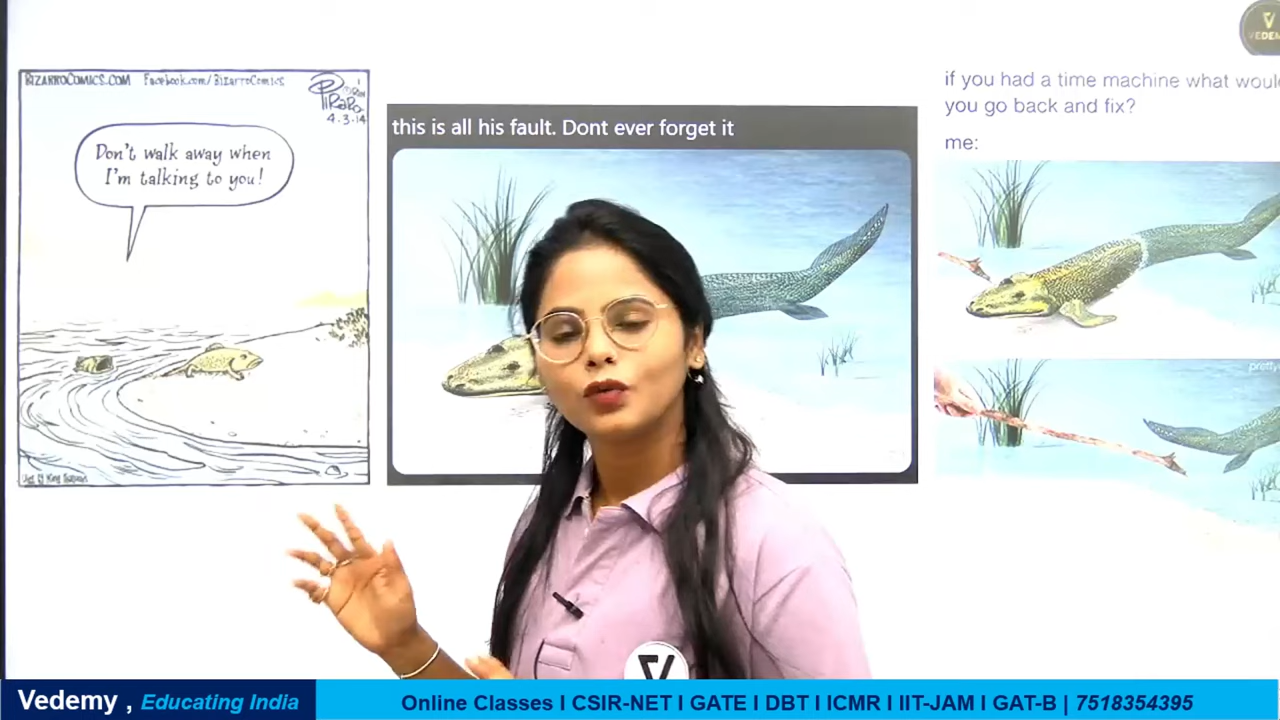 BIZARROCOMICS.COM Facebook.com/BizarroComics
PiRaRo
4.3.14
Don't walk away when
I'm talking to you!
this is all his fault. Dont ever forget it
VEDEM
if you had a time machine what would
you go back and fix?
me:
Vedemy , Educating India
Online Classes I CSIR-NET I GATE I DBT I ICMR I IIT-JAM I GAT-B | 7518354395